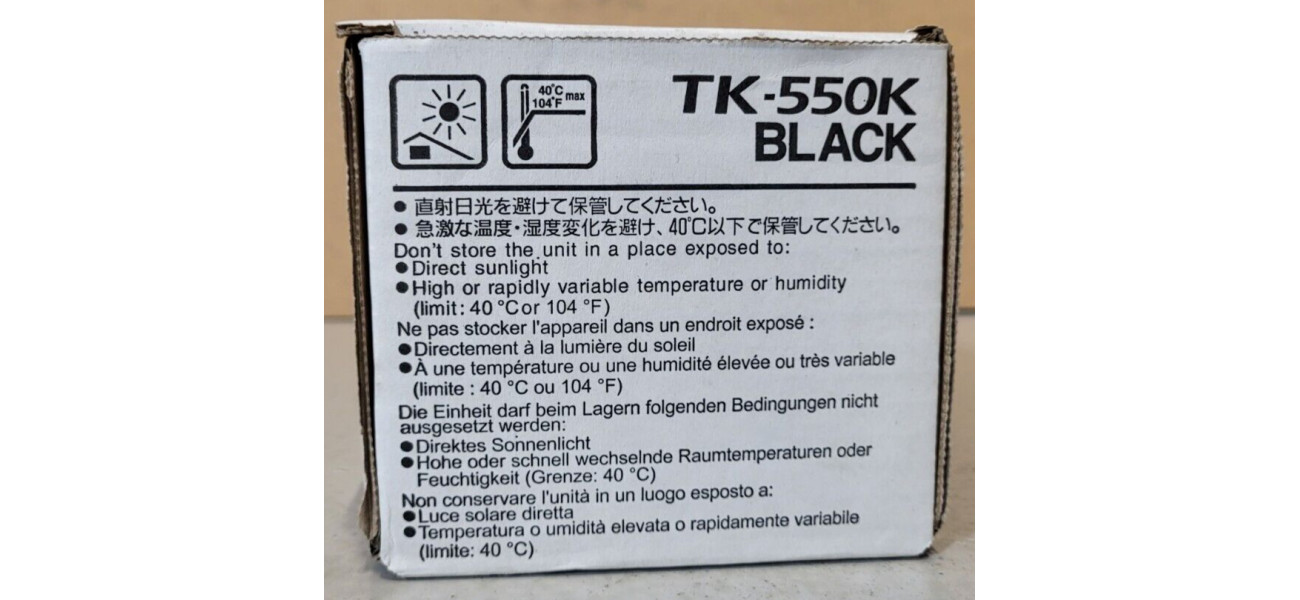 40°C
104°F max
TK-550K
BLACK
● 直射日光を避けて保管してください。
● 急激な温度・湿度変化を避け、40℃以下で保管してください。
Don't store the unit in a place exposed to:
●Direct sunlight
●High or rapidly variable temperature or humidity
(limit: 40 °Cor 104 °F)
Ne pas stocker l'appareil dans un endroit exposé :
●Directement à la lumière du soleil
●À une température ou une humidité élevée ou très variable
(limite : 40 °C ou 104 °F)
Die Einheit darf beim Lagern folgenden Bedingungen nicht
ausgesetzt werden:
●Direktes Sonnenlicht
●Hohe oder schnell wechselnde Raumtemperaturen oder
Feuchtigkeit (Grenze: 40 °C)
Non conservare l'unità in un luogo esposto a:
●Luce solare diretta
●Temperatura o umidità elevata o rapidamente variabile
(limite: 40 °C)